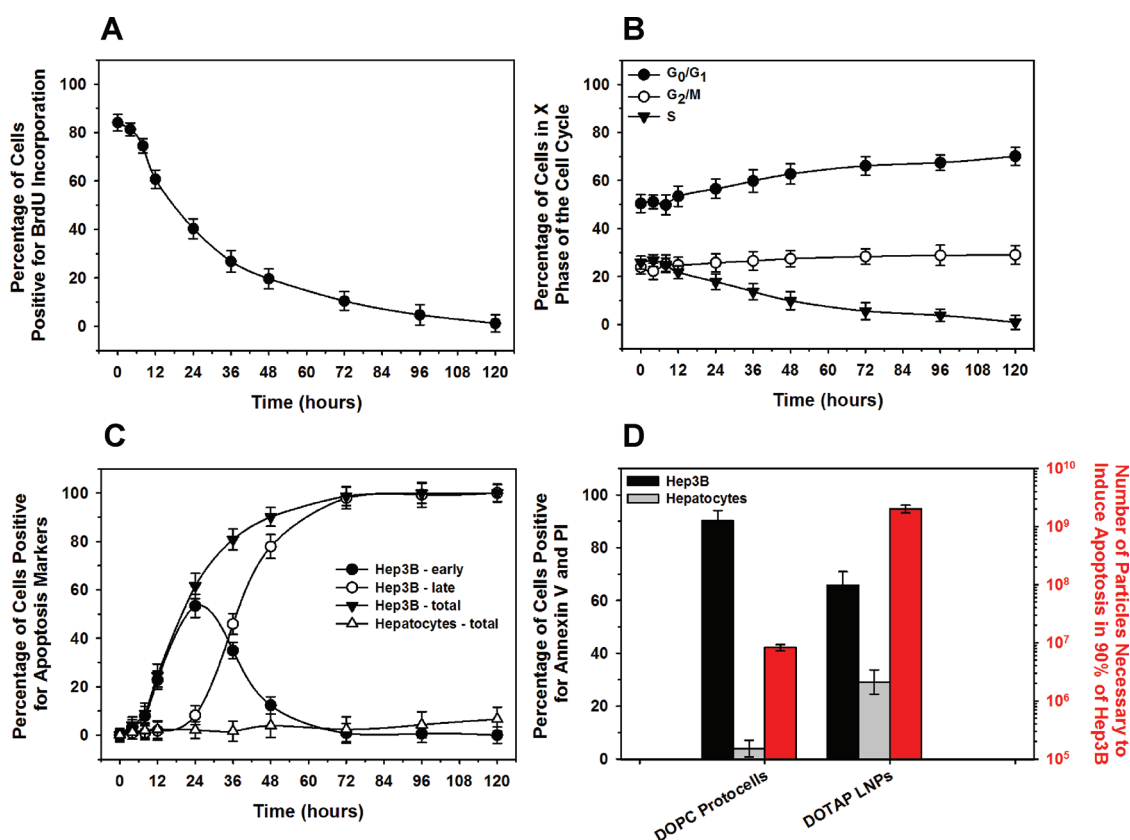 A
Percentage of Cells
Positive for BrdU Incorporation
100
80
60
40
20
0
0 12 24 36 48 60 72 84 96 108 120
Time (hours)
B
Percentage of Cells in X
Phase of the Cell Cycle
100
80
60
40
20
0
G0/G1
G2/M
S
0 12 24 36 48 60 72 84 96 108 120
Time (hours)
C
Percentage of Cells Positive
for Apoptosis Markers
100
80
60
40
20
0
Hep3B - early
Hep3B - late
Hep3B - total
Hepatocytes - total
0 12 24 36 48 60 72 84 96 108 120
Time (hours)
D
Percentage of Cells Positive
for Annexin V and PI
100
80
60
40
20
0
Hep3B
Hepatocytes
DOPC Protocells
DOTAP LNPs
10^10
10^9
10^8
10^7
10^6
10^5
Number of Particles Necessary to
Induce Apoptosis in 90% of Hep3B